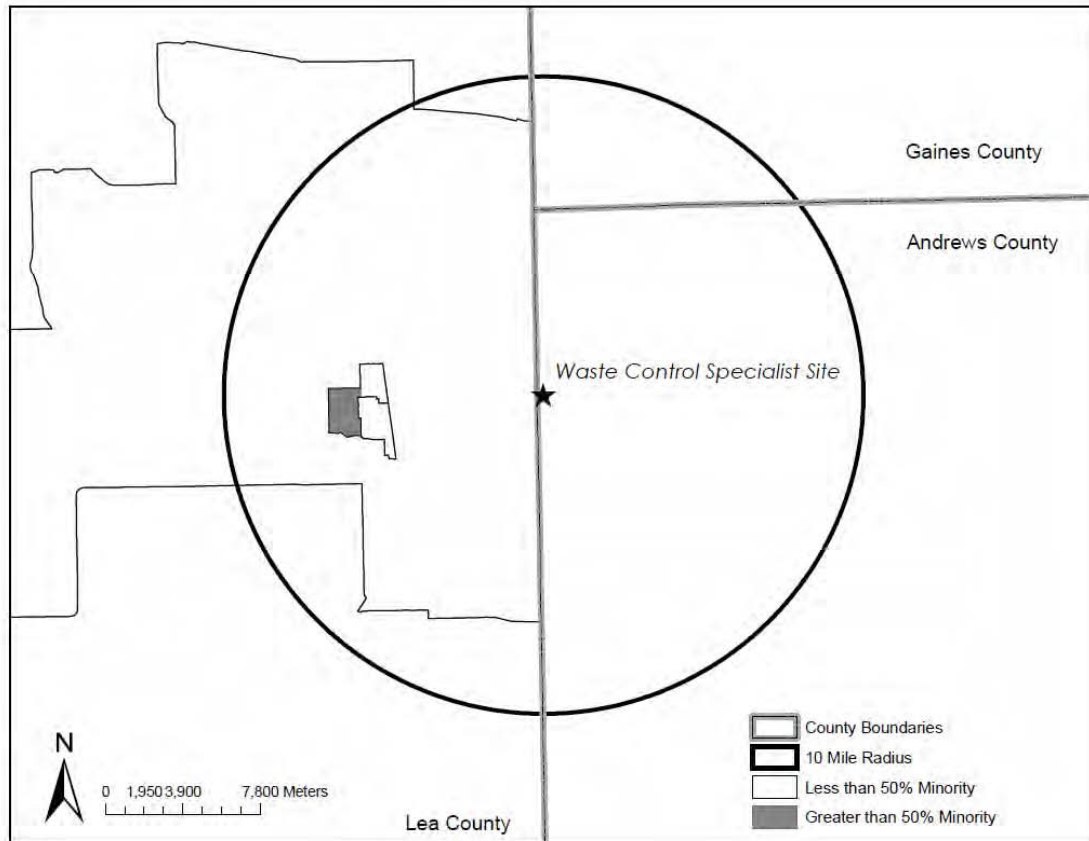 Gaines County
Andrews County
Waste Control Specialist Site
County Boundaries
10 Mile Radius
Less than 50% Minority
Greater than 50% Minority
N
0 1,950 3,900 7,800 Meters
Lea County